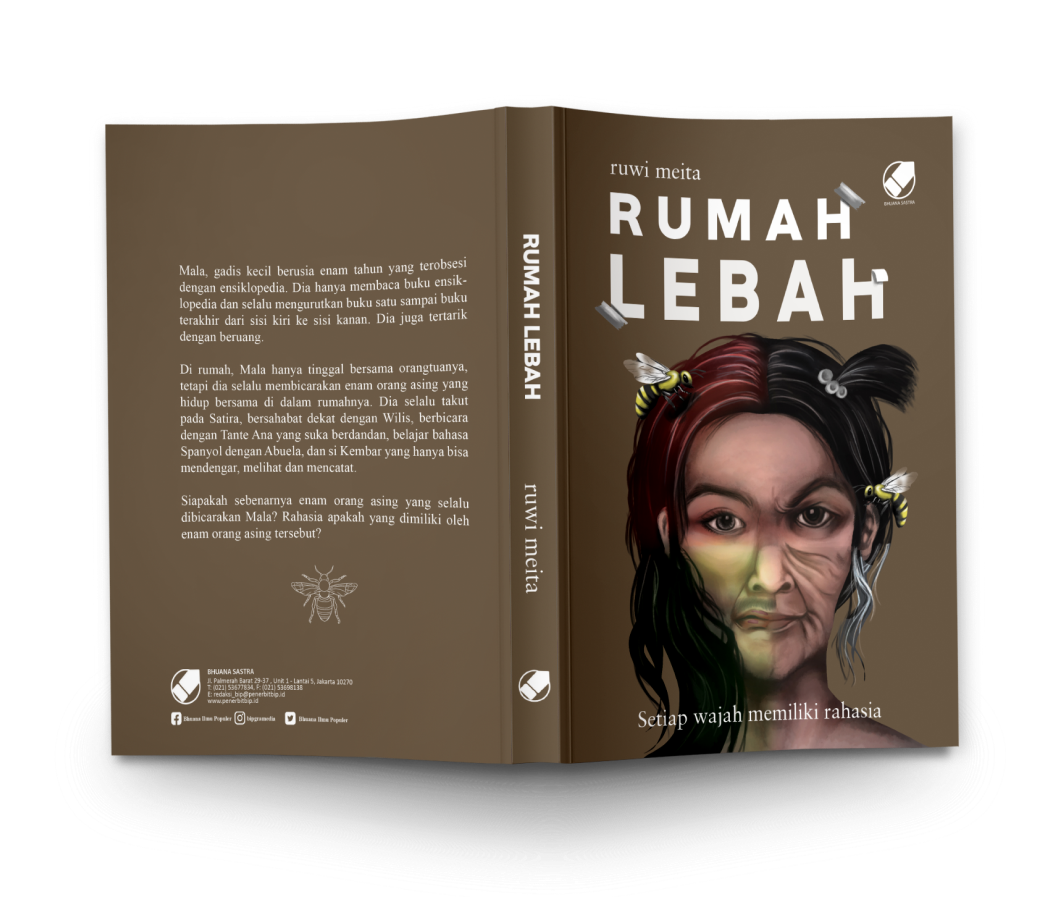 Mala, gadis kecil berusia enam tahun yang terobsesi
dengan ensiklopedia. Dia hanya membaca buku ensik-
lopedia dan selalu mengurutkan buku satu sampai buku
terakhir dari sisi kiri ke sisi kanan. Dia juga tertarik
dengan beruang.
Di rumah, Mala hanya tinggal bersama orangtuanya,
tetapi dia selalu membicarakan enam orang asing yang
hidup bersama di dalam rumahnya. Dia selalu takut
pada Satira, bersahabat dekat dengan Wilis, berbicara
dengan Tante Ana yang suka berdandan, belajar bahasa
Spanyol dengan Abuela, dan si Kembar yang hanya bisa
mendengar, melihat dan mencatat.
Siapakah sebenarnya enam orang asing yang selalu
dibicarakan Mala? Rahasia apakah yang dimiliki oleh
enam orang asing tersebut?
BHUANA SASTRA
Jl. Palmerah Barat 29-37 , Unit 1 - Lantai 5, Jakarta 10270
T: (021) 53677834, F: (021) 53698138
E: redaksi_bip@penerbitbip.id
www.penerbitbip.id
Bhuana Ilmu Populer
bipgramedia
Bhuana Ilmu Populer
RUMAH LEBAH
ruwi meita
ruwi meita
BHUANA SASTRA
RUMAH
LEBAH
Setiap wajah memiliki rahasia